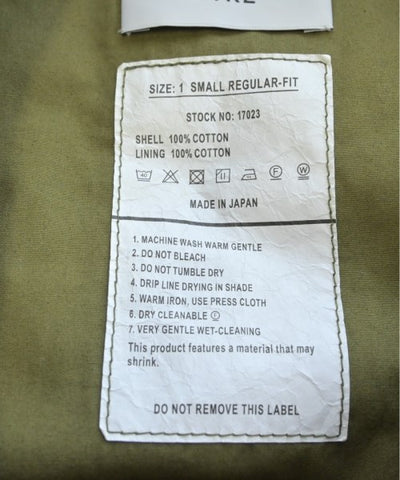 SIZE: 1 SMALL REGULAR-FIT
STOCK NO: 17023
SHELL 100% COTTON
LINING 100% COTTON
40 F W
MADE IN JAPAN
1. MACHINE WASH WARM GENTLE
2. DO NOT BLEACH
3. DO NOT TUMBLE DRY
4. DRIP LINE DRYING IN SHADE
5. WARM IRON, USE PRESS CLOTH
6. DRY CLEANABLE Ⓕ
7. VERY GENTLE WET-CLEANING
This product features a material that may
shrink.
DO NOT REMOVE THIS LABEL